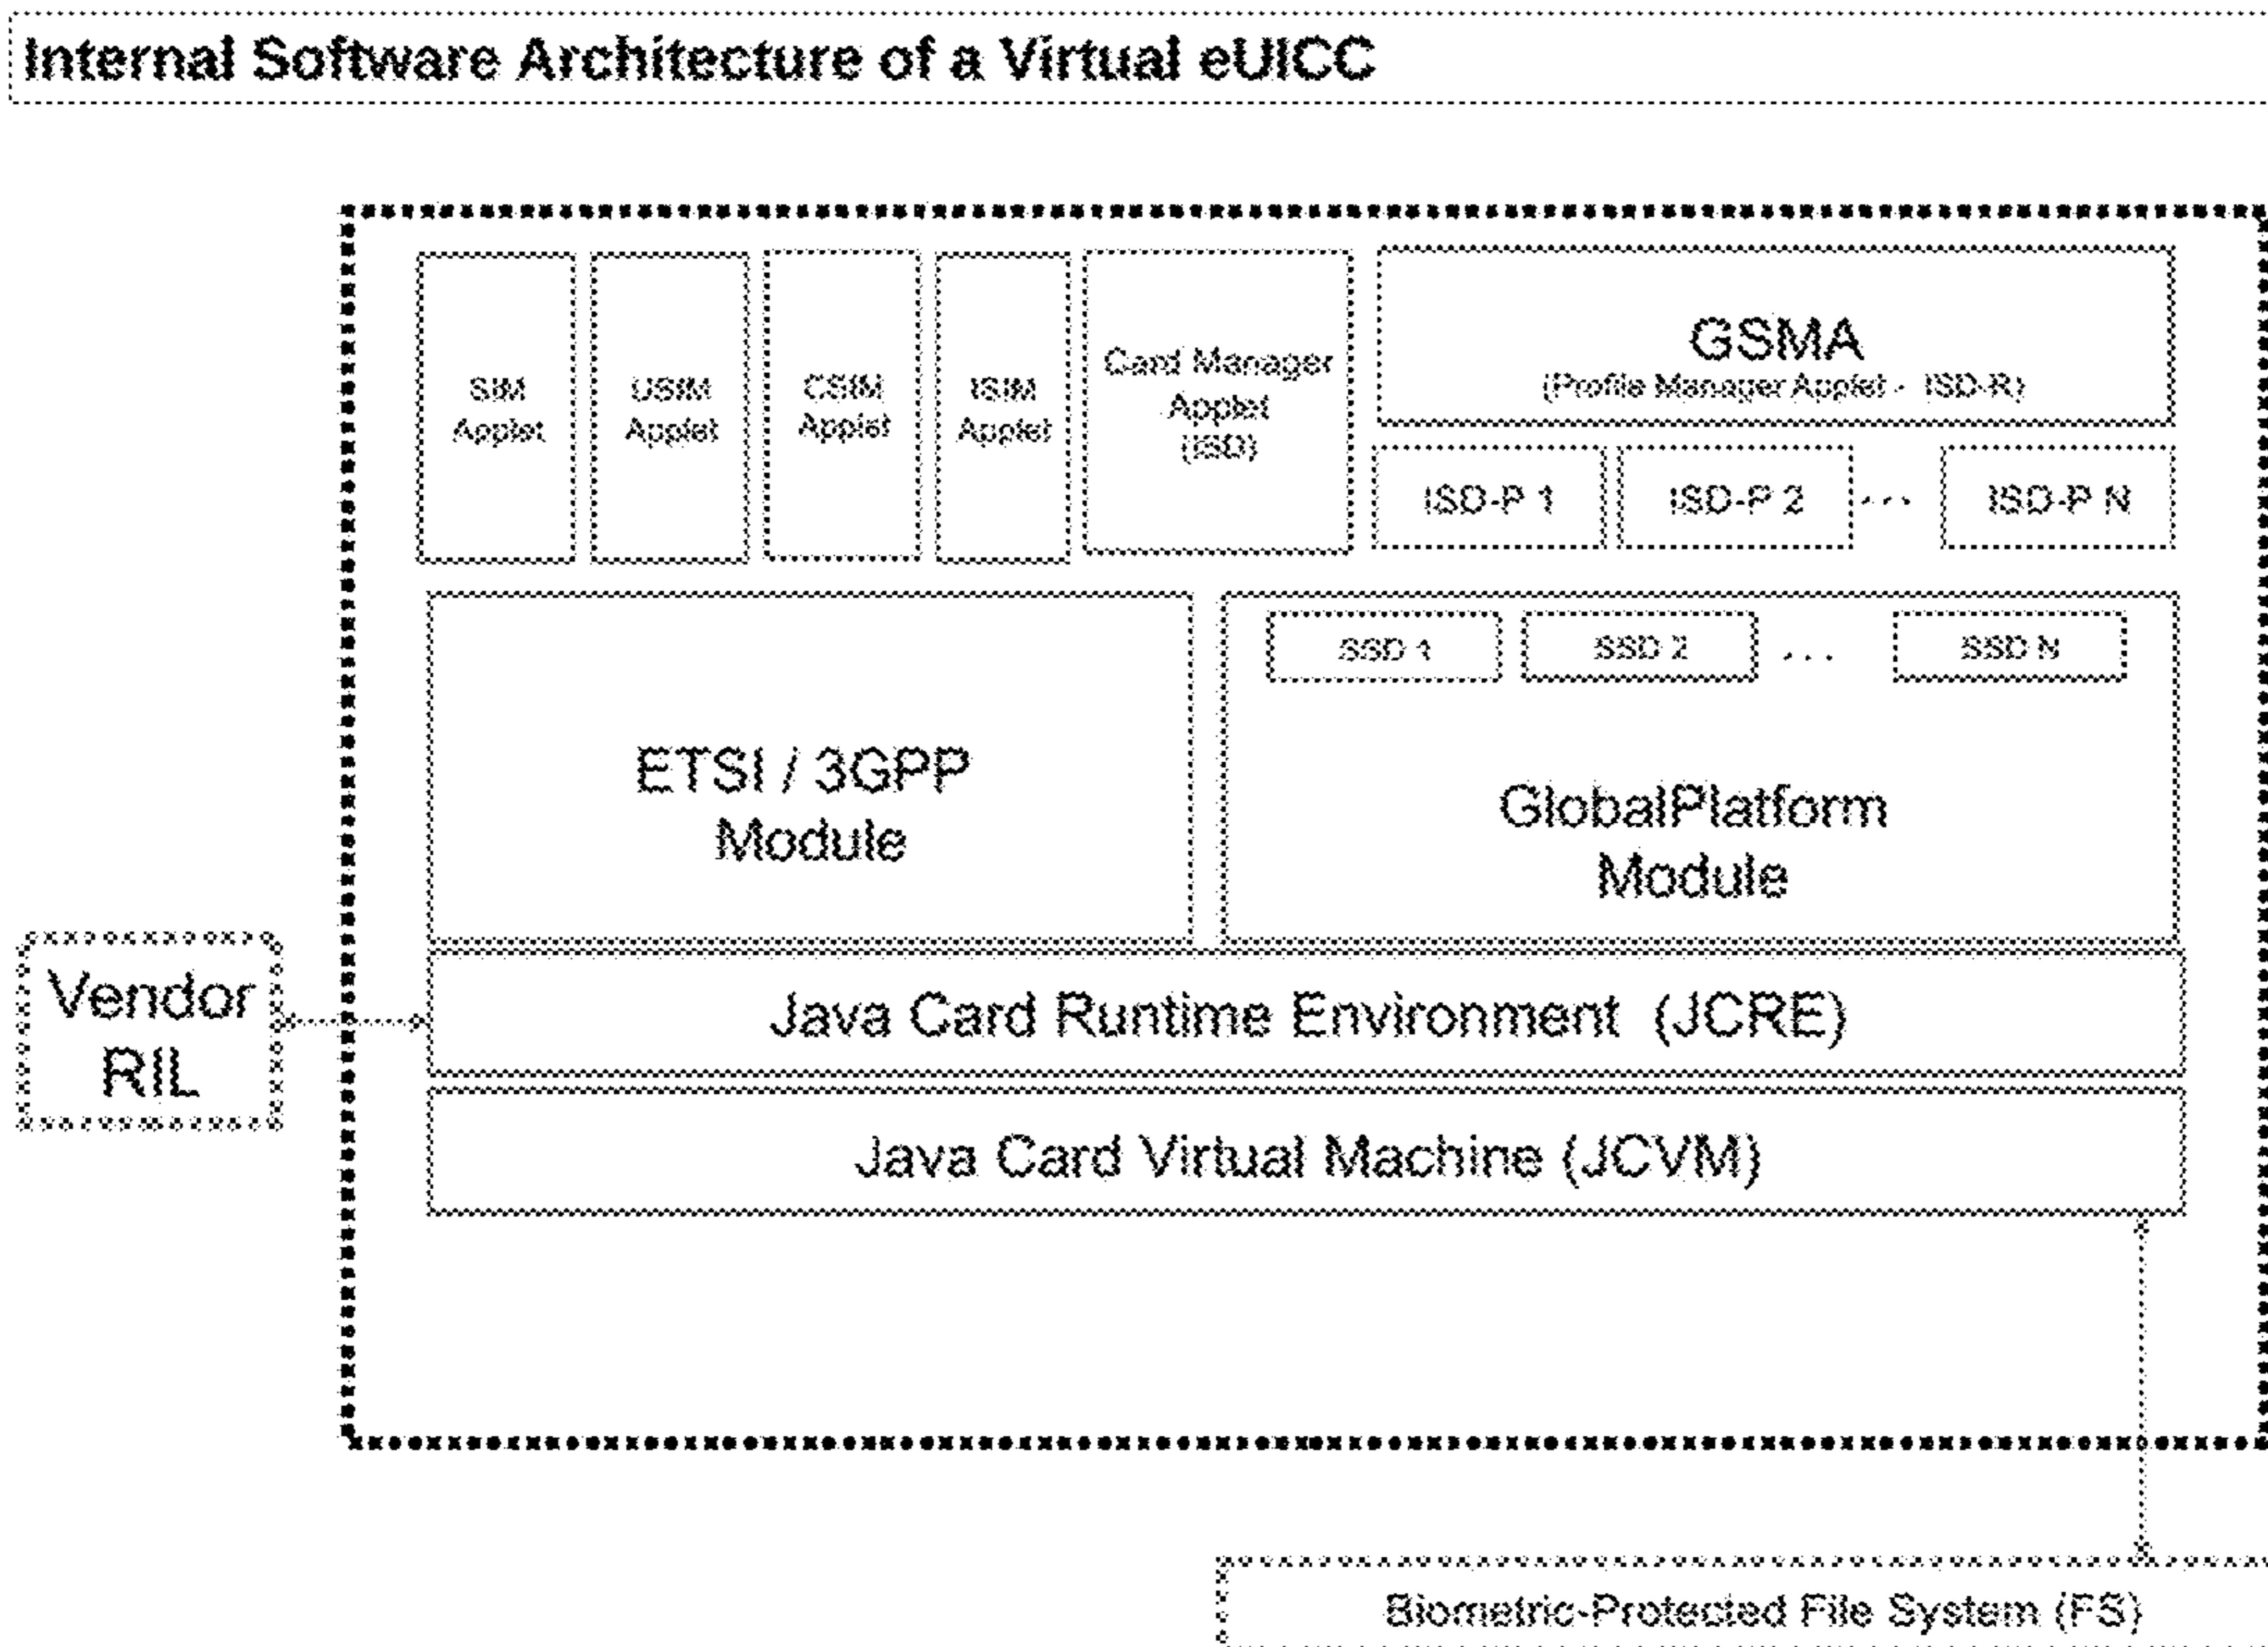 Internal Software Architecture of a Virtual eUICC
SIM
Applet
USIM
Applet
CSIM
Applet
ISIM
Applet
Card Manager
Applet
(ISD)
GSMA
(Profile Manager Applet - ISD-R)
ISD-P 1
ISD-P 2
...
ISD-P N
ETSI / 3GPP
Module
SSD 1
SSD 2
...
SSD N
GlobalPlatform
Module
Vendor
RIL
Java Card Runtime Environment (JCRE)
Java Card Virtual Machine (JCVM)
Biometric-Protected File System (FS)